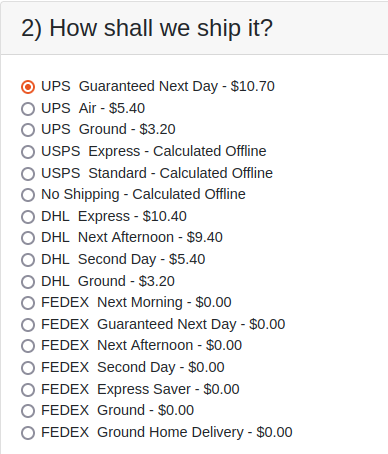 2) How shall we ship it?
UPS  Guaranteed Next Day - $10.70
UPS  Air - $5.40
UPS  Ground - $3.20
USPS  Express - Calculated Offline
USPS  Standard - Calculated Offline
No Shipping - Calculated Offline
DHL  Express - $10.40
DHL  Next Afternoon - $9.40
DHL  Second Day - $5.40
DHL  Ground - $3.20
FEDEX  Next Morning - $0.00
FEDEX  Guaranteed Next Day - $0.00
FEDEX  Next Afternoon - $0.00
FEDEX  Second Day - $0.00
FEDEX  Express Saver - $0.00
FEDEX  Ground - $0.00
FEDEX  Ground Home Delivery - $0.00